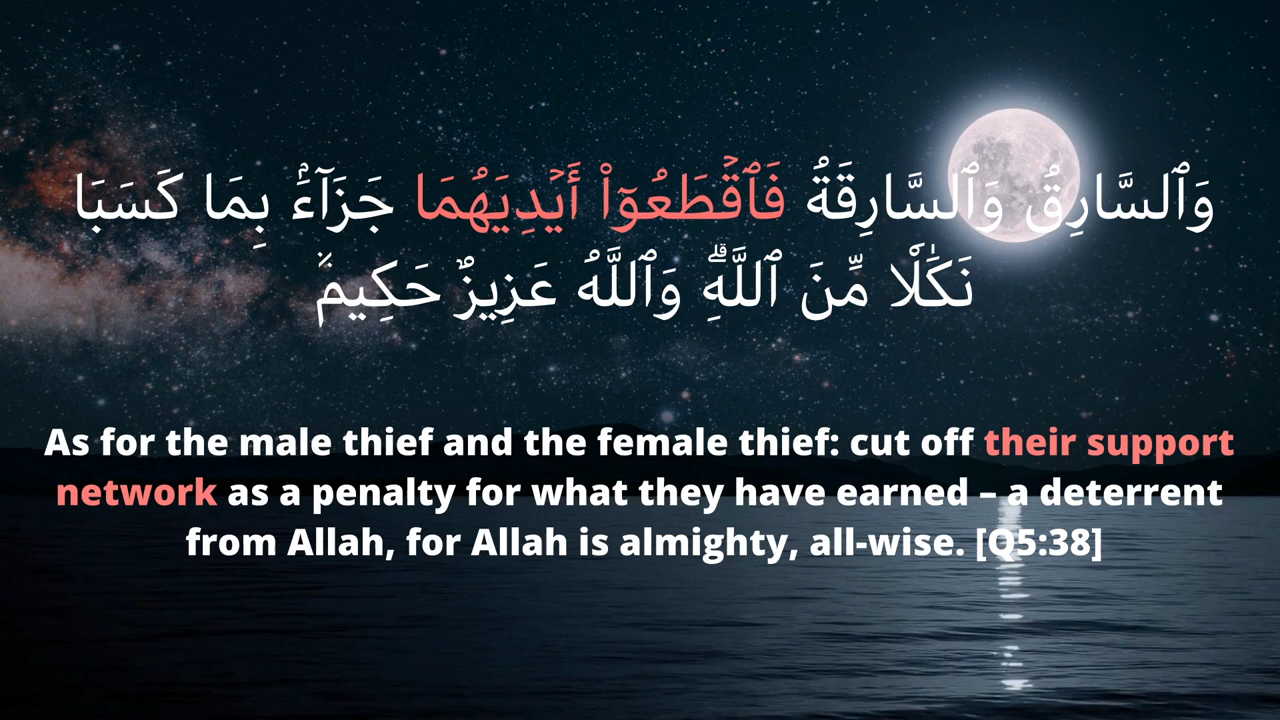 وَٱلسَّارِقُ وَٱلسَّارِقَةُ فَٱقۡطَعُوٓاْ أَيۡدِيَهُمَا جَزَآءَۢ بِمَا كَسَبَا
نَكَٰلٗا مِّنَ ٱللَّهِۗ وَٱللَّهُ عَزِيزٌ حَكِيمٞ
As for the male thief and the female thief: cut off their support
network as a penalty for what they have earned – a deterrent
from Allah, for Allah is almighty, all-wise. [Q5:38]